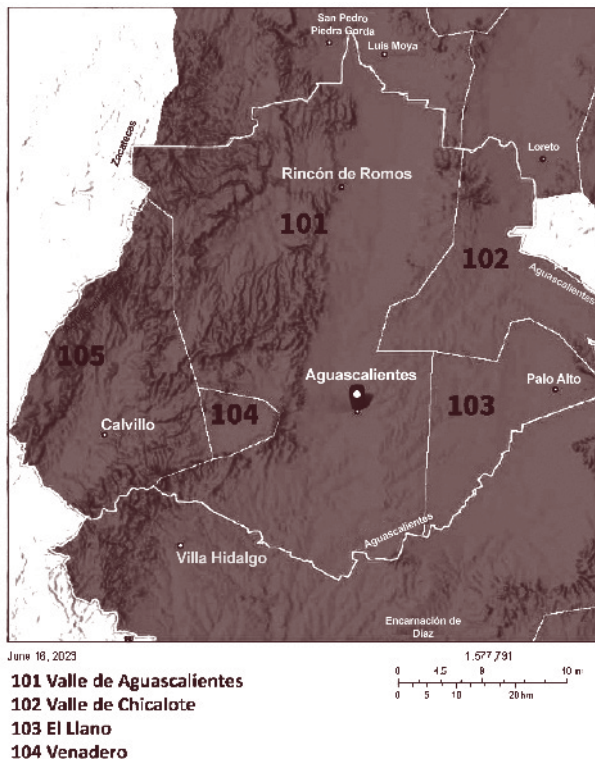 San Pedro
Piedra Gorda
Luis Moya
Zacatecas
Loreto
Rincón de Romos
101
102
Aguascalientes
105
Aguascalientes
Palo Alto
104
103
Calvillo
Aguascalientes
Villa Hidalgo
Encarnación de
Díaz
June 16, 2023
1:577,791
0 4.5 9
0 5 10 20 km
101 Valle de Aguascalientes
102 Valle de Chicalote
103 El Llano
104 Venadero